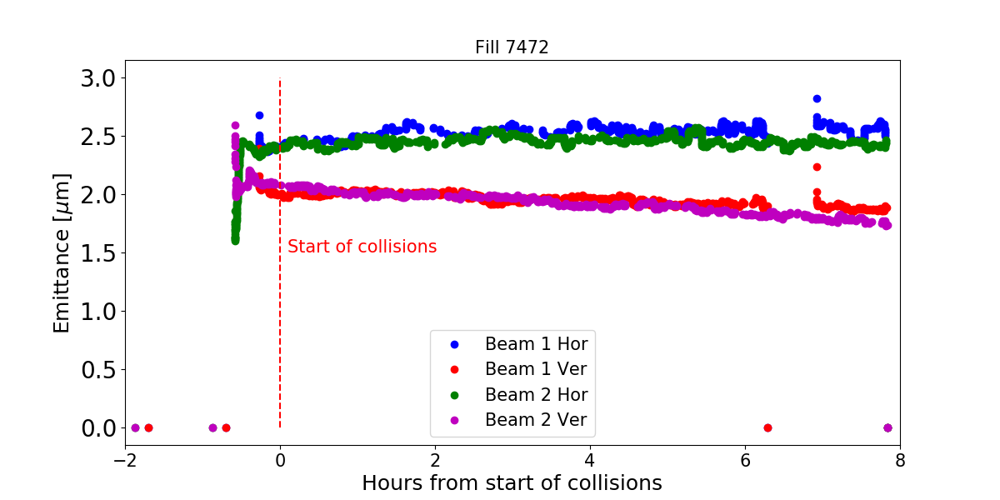 Fill 7472
3.0
2.5
2.0
1.5
1.0
0.5
0.0
Emittance [μm]
Start of collisions
Beam 1 Hor
Beam 1 Ver
Beam 2 Hor
Beam 2 Ver
−2 0 2 4 6 8
Hours from start of collisions